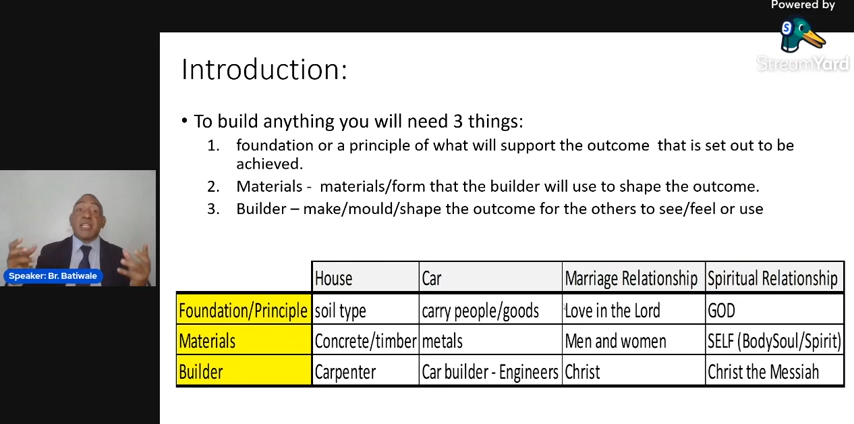 Powered by
S
StreamYard
Introduction:
• To build anything you will need 3 things:
1. foundation or a principle of what will support the outcome that is set out to be
achieved.
2. Materials - materials/form that the builder will use to shape the outcome.
3. Builder – make/mould/shape the outcome for the others to see/feel or use
Speaker: Br. Batiwale
House Car Marriage Relationship Spiritual Relationship
Foundation/Principle soil type carry people/goods Love in the Lord GOD
Materials Concrete/timber metals Men and women SELF (BodySoul/Spirit)
Builder Carpenter Car builder - Engineers Christ Christ the Messiah